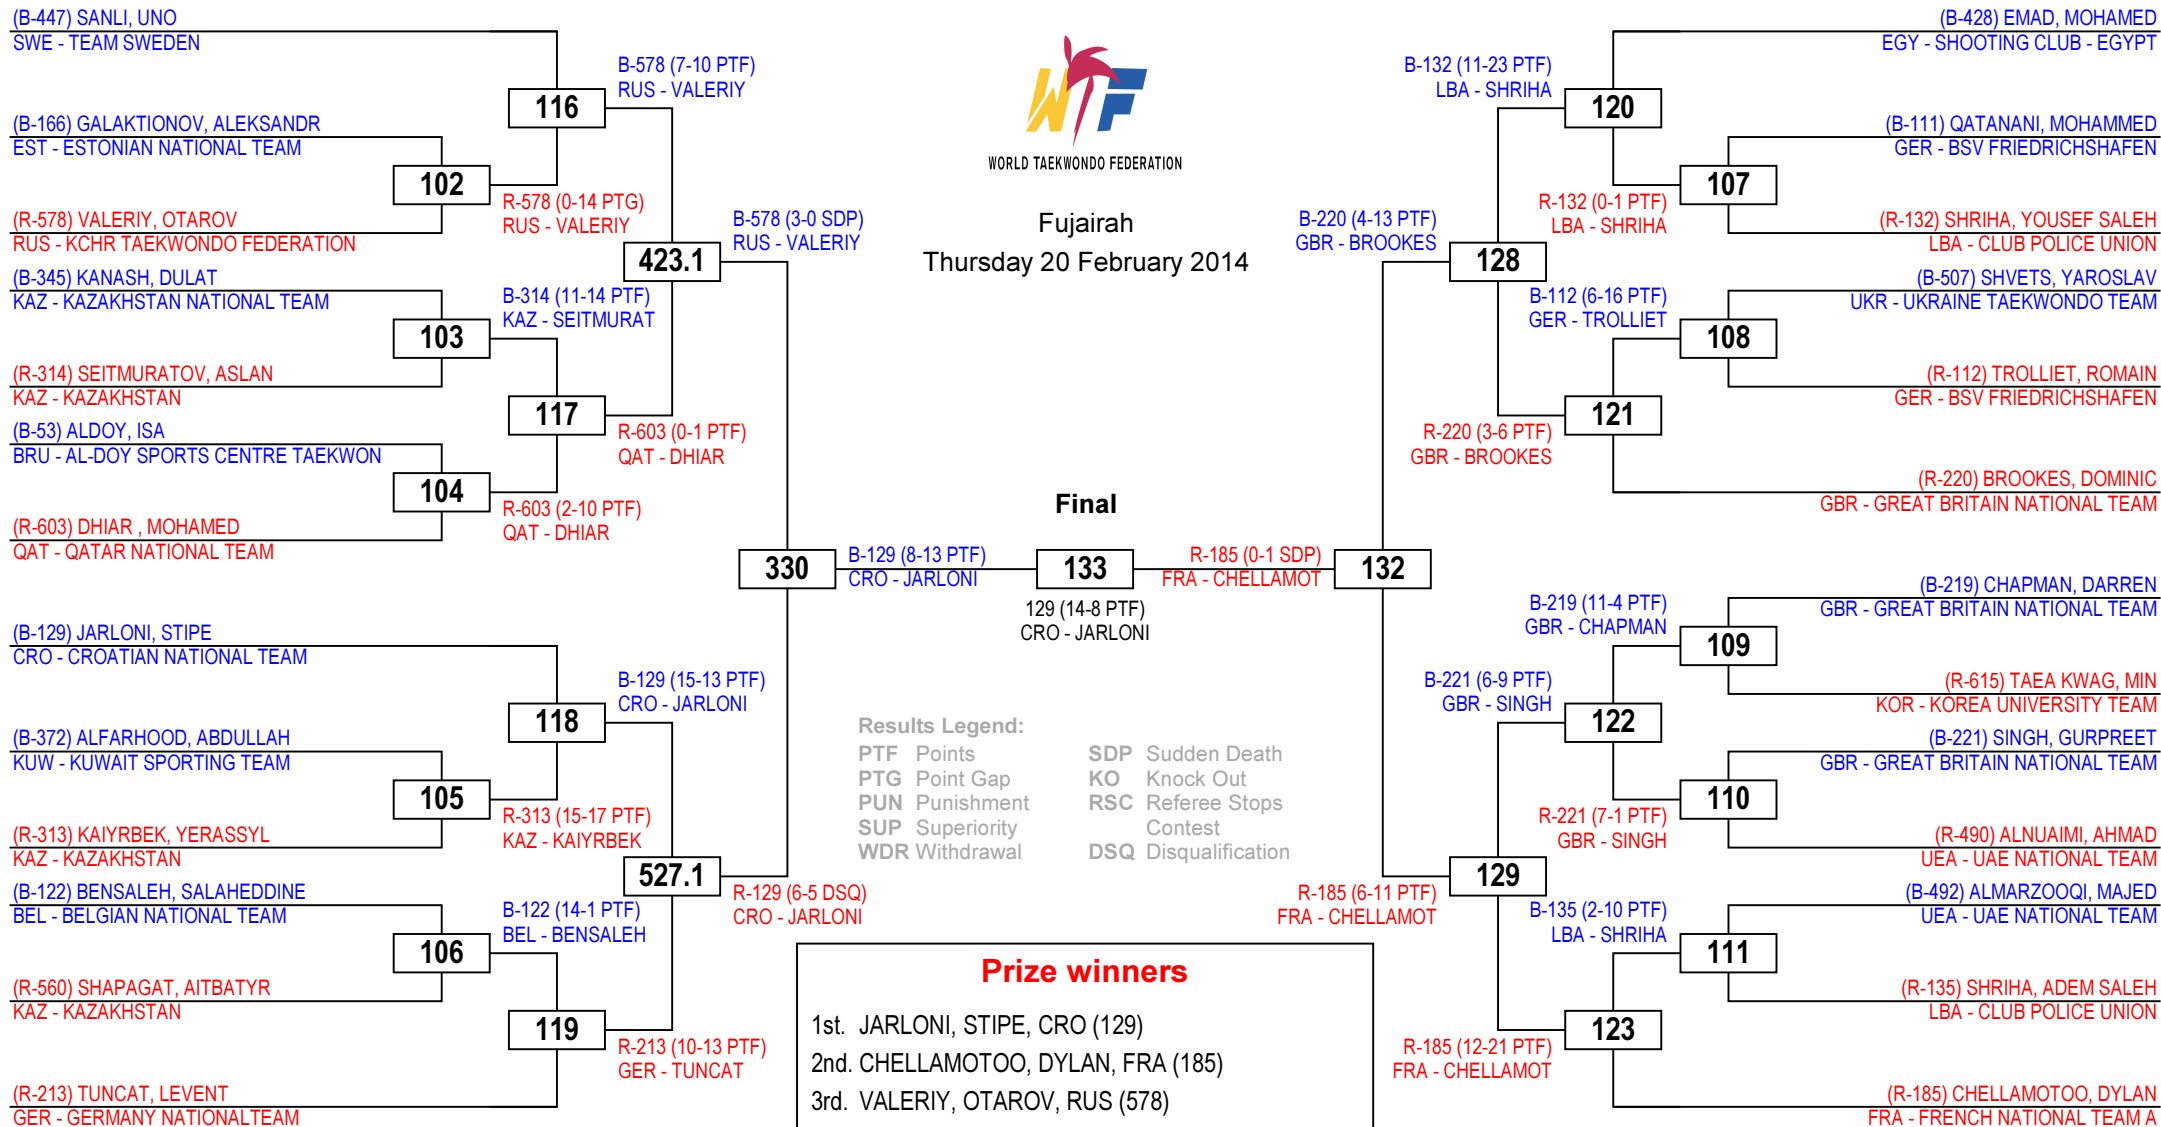 (B-447) SANLI, UNO
SWE - TEAM SWEDEN
(B-166) GALAKTIONOV, ALEKSANDR
EST - ESTONIAN NATIONAL TEAM
(R-578) VALERIY, OTAROV
RUS - KCHR TAEKWONDO FEDERATION
(B-345) KANASH, DULAT
KAZ - KAZAKHSTAN NATIONAL TEAM
(R-314) SEITMURATOV, ASLAN
KAZ - KAZAKHSTAN
(B-53) ALDOY, ISA
BRU - AL-DOY SPORTS CENTRE TAEKWON
(R-603) DHIAR , MOHAMED
QAT - QATAR NATIONAL TEAM
(B-129) JARLONI, STIPE
CRO - CROATIAN NATIONAL TEAM
(B-372) ALFARHOOD, ABDULLAH
KUW - KUWAIT SPORTING TEAM
(R-313) KAIYRBEK, YERASSYL
KAZ - KAZAKHSTAN
(B-122) BENSALEH, SALAHEDDINE
BEL - BELGIAN NATIONAL TEAM
(R-560) SHAPAGAT, AITBATYR
KAZ - KAZAKHSTAN
(R-213) TUNCAT, LEVENT
GER - GERMANY NATIONALTEAM
102
103
104
105
106
R-578 (0-14 PTG)
RUS - VALERIY
B-314 (11-14 PTF)
KAZ - SEITMURAT
R-603 (2-10 PTF)
QAT - DHIAR
R-313 (15-17 PTF)
KAZ - KAIYRBEK
B-122 (14-1 PTF)
BEL - BENSALEH
116
117
118
119
B-578 (7-10 PTF)
RUS - VALERIY
R-603 (0-1 PTF)
QAT - DHIAR
B-129 (15-13 PTF)
CRO - JARLONI
R-213 (10-13 PTF)
GER - TUNCAT
423.1
527.1
B-578 (3-0 SDP)
RUS - VALERIY
R-129 (6-5 DSQ)
CRO - JARLONI
330
B-129 (8-13 PTF)
CRO - JARLONI
WTF
WORLD TAEKWONDO FEDERATION
Fujairah
Thursday 20 February 2014
Final
133
129 (14-8 PTF)
CRO - JARLONI
R-185 (0-1 SDP)
FRA - CHELLAMOT
132
Results Legend:
PTF Points
SDP Sudden Death
PTG Point Gap
KO Knock Out
PUN Punishment
RSC Referee Stops
SUP Superiority
Contest
WDR Withdrawal
DSQ Disqualification
Prize winners
1st. JARLONI, STIPE, CRO (129)
2nd. CHELLAMOTOO, DYLAN, FRA (185)
3rd. VALERIY, OTAROV, RUS (578)
B-220 (4-13 PTF)
GBR - BROOKES
R-185 (6-11 PTF)
FRA - CHELLAMOT
128
129
B-132 (11-23 PTF)
LBA - SHRIHA
R-220 (3-6 PTF)
GBR - BROOKES
B-221 (6-9 PTF)
GBR - SINGH
R-185 (12-21 PTF)
FRA - CHELLAMOT
120
121
122
123
R-132 (0-1 PTF)
LBA - SHRIHA
B-112 (6-16 PTF)
GER - TROLLIET
B-219 (11-4 PTF)
GBR - CHAPMAN
R-221 (7-1 PTF)
GBR - SINGH
B-135 (2-10 PTF)
LBA - SHRIHA
107
108
109
110
111
(B-428) EMAD, MOHAMED
EGY - SHOOTING CLUB - EGYPT
(B-111) QATANANI, MOHAMMED
GER - BSV FRIEDRICHSHAFEN
(R-132) SHRIHA, YOUSEF SALEH
LBA - CLUB POLICE UNION
(B-507) SHVETS, YAROSLAV
UKR - UKRAINE TAEKWONDO TEAM
(R-112) TROLLIET, ROMAIN
GER - BSV FRIEDRICHSHAFEN
(R-220) BROOKES, DOMINIC
GBR - GREAT BRITAIN NATIONAL TEAM
(B-219) CHAPMAN, DARREN
GBR - GREAT BRITAIN NATIONAL TEAM
(R-615) TAEA KWAG, MIN
KOR - KOREA UNIVERSITY TEAM
(B-221) SINGH, GURPREET
GBR - GREAT BRITAIN NATIONAL TEAM
(R-490) ALNUAIMI, AHMAD
UEA - UAE NATIONAL TEAM
(B-492) ALMARZOOQI, MAJED
UEA - UAE NATIONAL TEAM
(R-135) SHRIHA, ADEM SALEH
LBA - CLUB POLICE UNION
(R-185) CHELLAMOTOO, DYLAN
FRA - FRENCH NATIONAL TEAM A